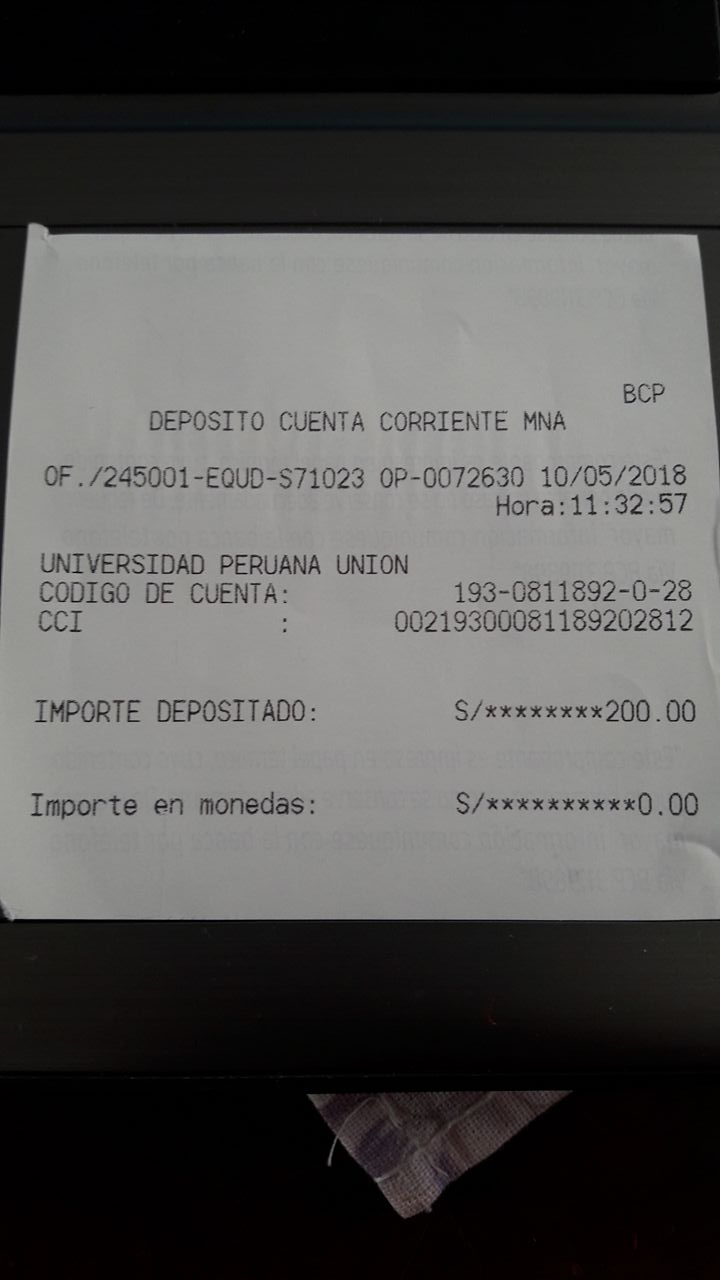 BCP
DEPOSITO CUENTA CORRIENTE MNA
OF./245001-EQUD-S71023 OP-0072630 10/05/2018
Hora:11:32:57
UNIVERSIDAD PERUANA UNION
CODIGO DE CUENTA: 193-0811892-0-28
CCI : 00219300081189202812
IMPORTE DEPOSITADO: S/********200.00
Importe en monedas: S/**********0.00